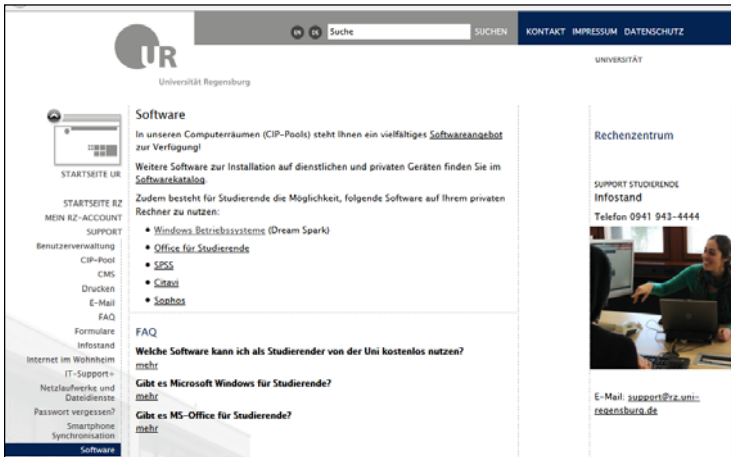 EN DE Suche SUCHEN KONTAKT IMPRESSUM DATENSCHUTZ
UR
Universität Regensburg
UNIVERSITÄT
STARTSEITE UR
STARTSEITE RZ
MEIN RZ-ACCOUNT
SUPPORT
Benutzerverwaltung
CIP-Pool
CMS
Drucken
E-Mail
FAQ
Formulare
Infostand
Internet im Wohnheim
IT-Support+
Netzlaufwerke und
Dateidienste
Passwort vergessen?
Smartphone
Synchronisation
Software
Software
In unseren Computerräumen (CIP-Pools) steht Ihnen ein vielfältiges Softwareangebot
zur Verfügung!
Weitere Software zur Installation auf dienstlichen und privaten Geräten finden Sie im
Softwarekatalog.
Zudem besteht für Studierende die Möglichkeit, folgende Software auf Ihrem privaten
Rechner zu nutzen:
• Windows Betriebssysteme (Dream Spark)
• Office für Studierende
• SPSS
• Citavi
• Sophos
FAQ
Welche Software kann ich als Studierender von der Uni kostenlos nutzen?
mehr
Gibt es Microsoft Windows für Studierende?
mehr
Gibt es MS-Office für Studierende?
mehr
Rechenzentrum
SUPPORT STUDIERENDE
Infostand
Telefon 0941 943-4444
E-Mail: support@rz.uni-
regensburg.de